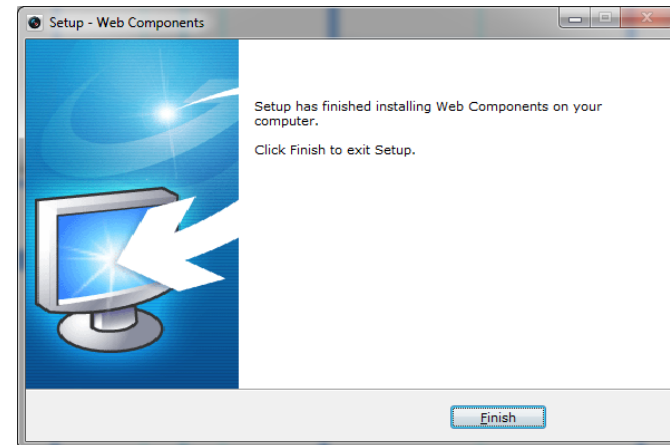 Setup - Web Components
Setup has finished installing Web Components on your
computer.
Click Finish to exit Setup.
Finish